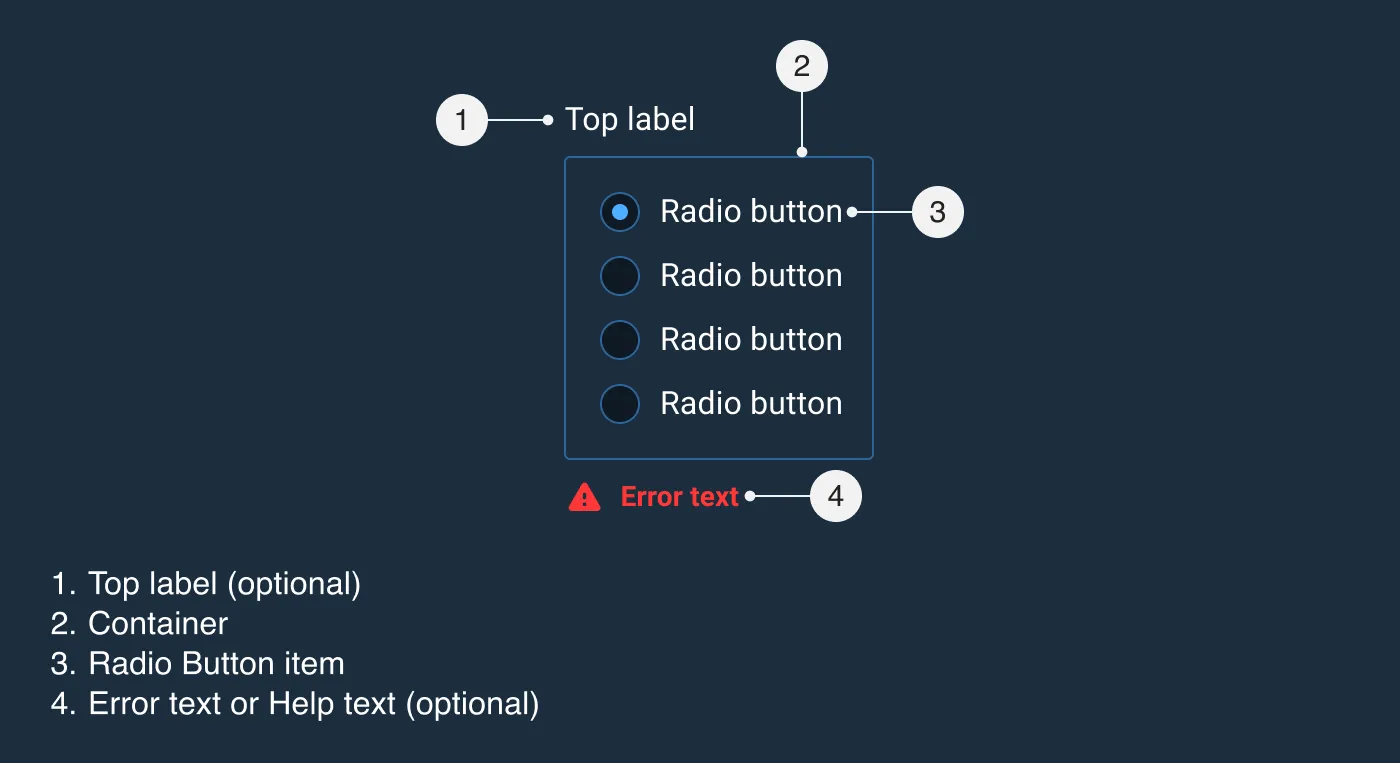 2
1
Top label
Radio button
3
Radio button
Radio button
Radio button
Error text
4
1. Top label (optional)
2. Container
3. Radio Button item
4. Error text or Help text (optional)